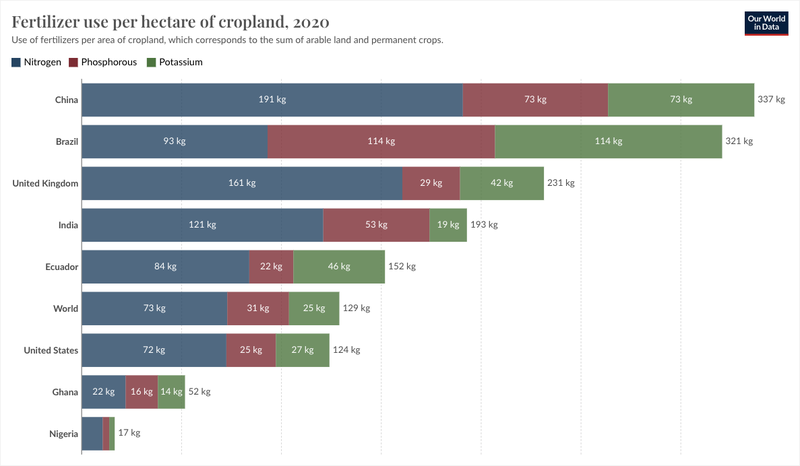 Fertilizer use per hectare of cropland, 2020
Use of fertilizers per area of cropland, which corresponds to the sum of arable land and permanent crops.
Our World
in Data
Nitrogen Phosphorous Potassium
China 191 kg 73 kg 73 kg 337 kg
Brazil 93 kg 114 kg 114 kg 321 kg
United Kingdom 161 kg 29 kg 42 kg 231 kg
India 121 kg 53 kg 19 kg 193 kg
Ecuador 84 kg 22 kg 46 kg 152 kg
World 73 kg 31 kg 25 kg 129 kg
United States 72 kg 25 kg 27 kg 124 kg
Ghana 22 kg 16 kg 14 kg 52 kg
Nigeria 17 kg